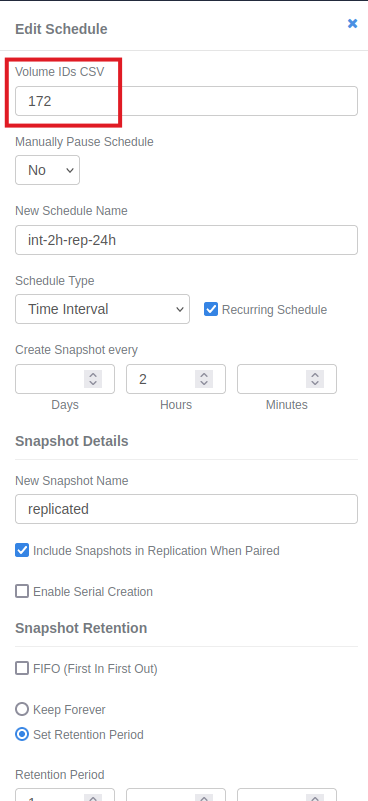 Edit Schedule
Volume IDs CSV
172
Manually Pause Schedule
No
New Schedule Name
int-2h-rep-24h
Schedule Type
Time Interval Recurring Schedule
Create Snapshot every
2
Days Hours Minutes
Snapshot Details
New Snapshot Name
replicated
Include Snapshots in Replication When Paired
Enable Serial Creation
Snapshot Retention
FIFO (First In First Out)
Keep Forever
Set Retention Period
Retention Period